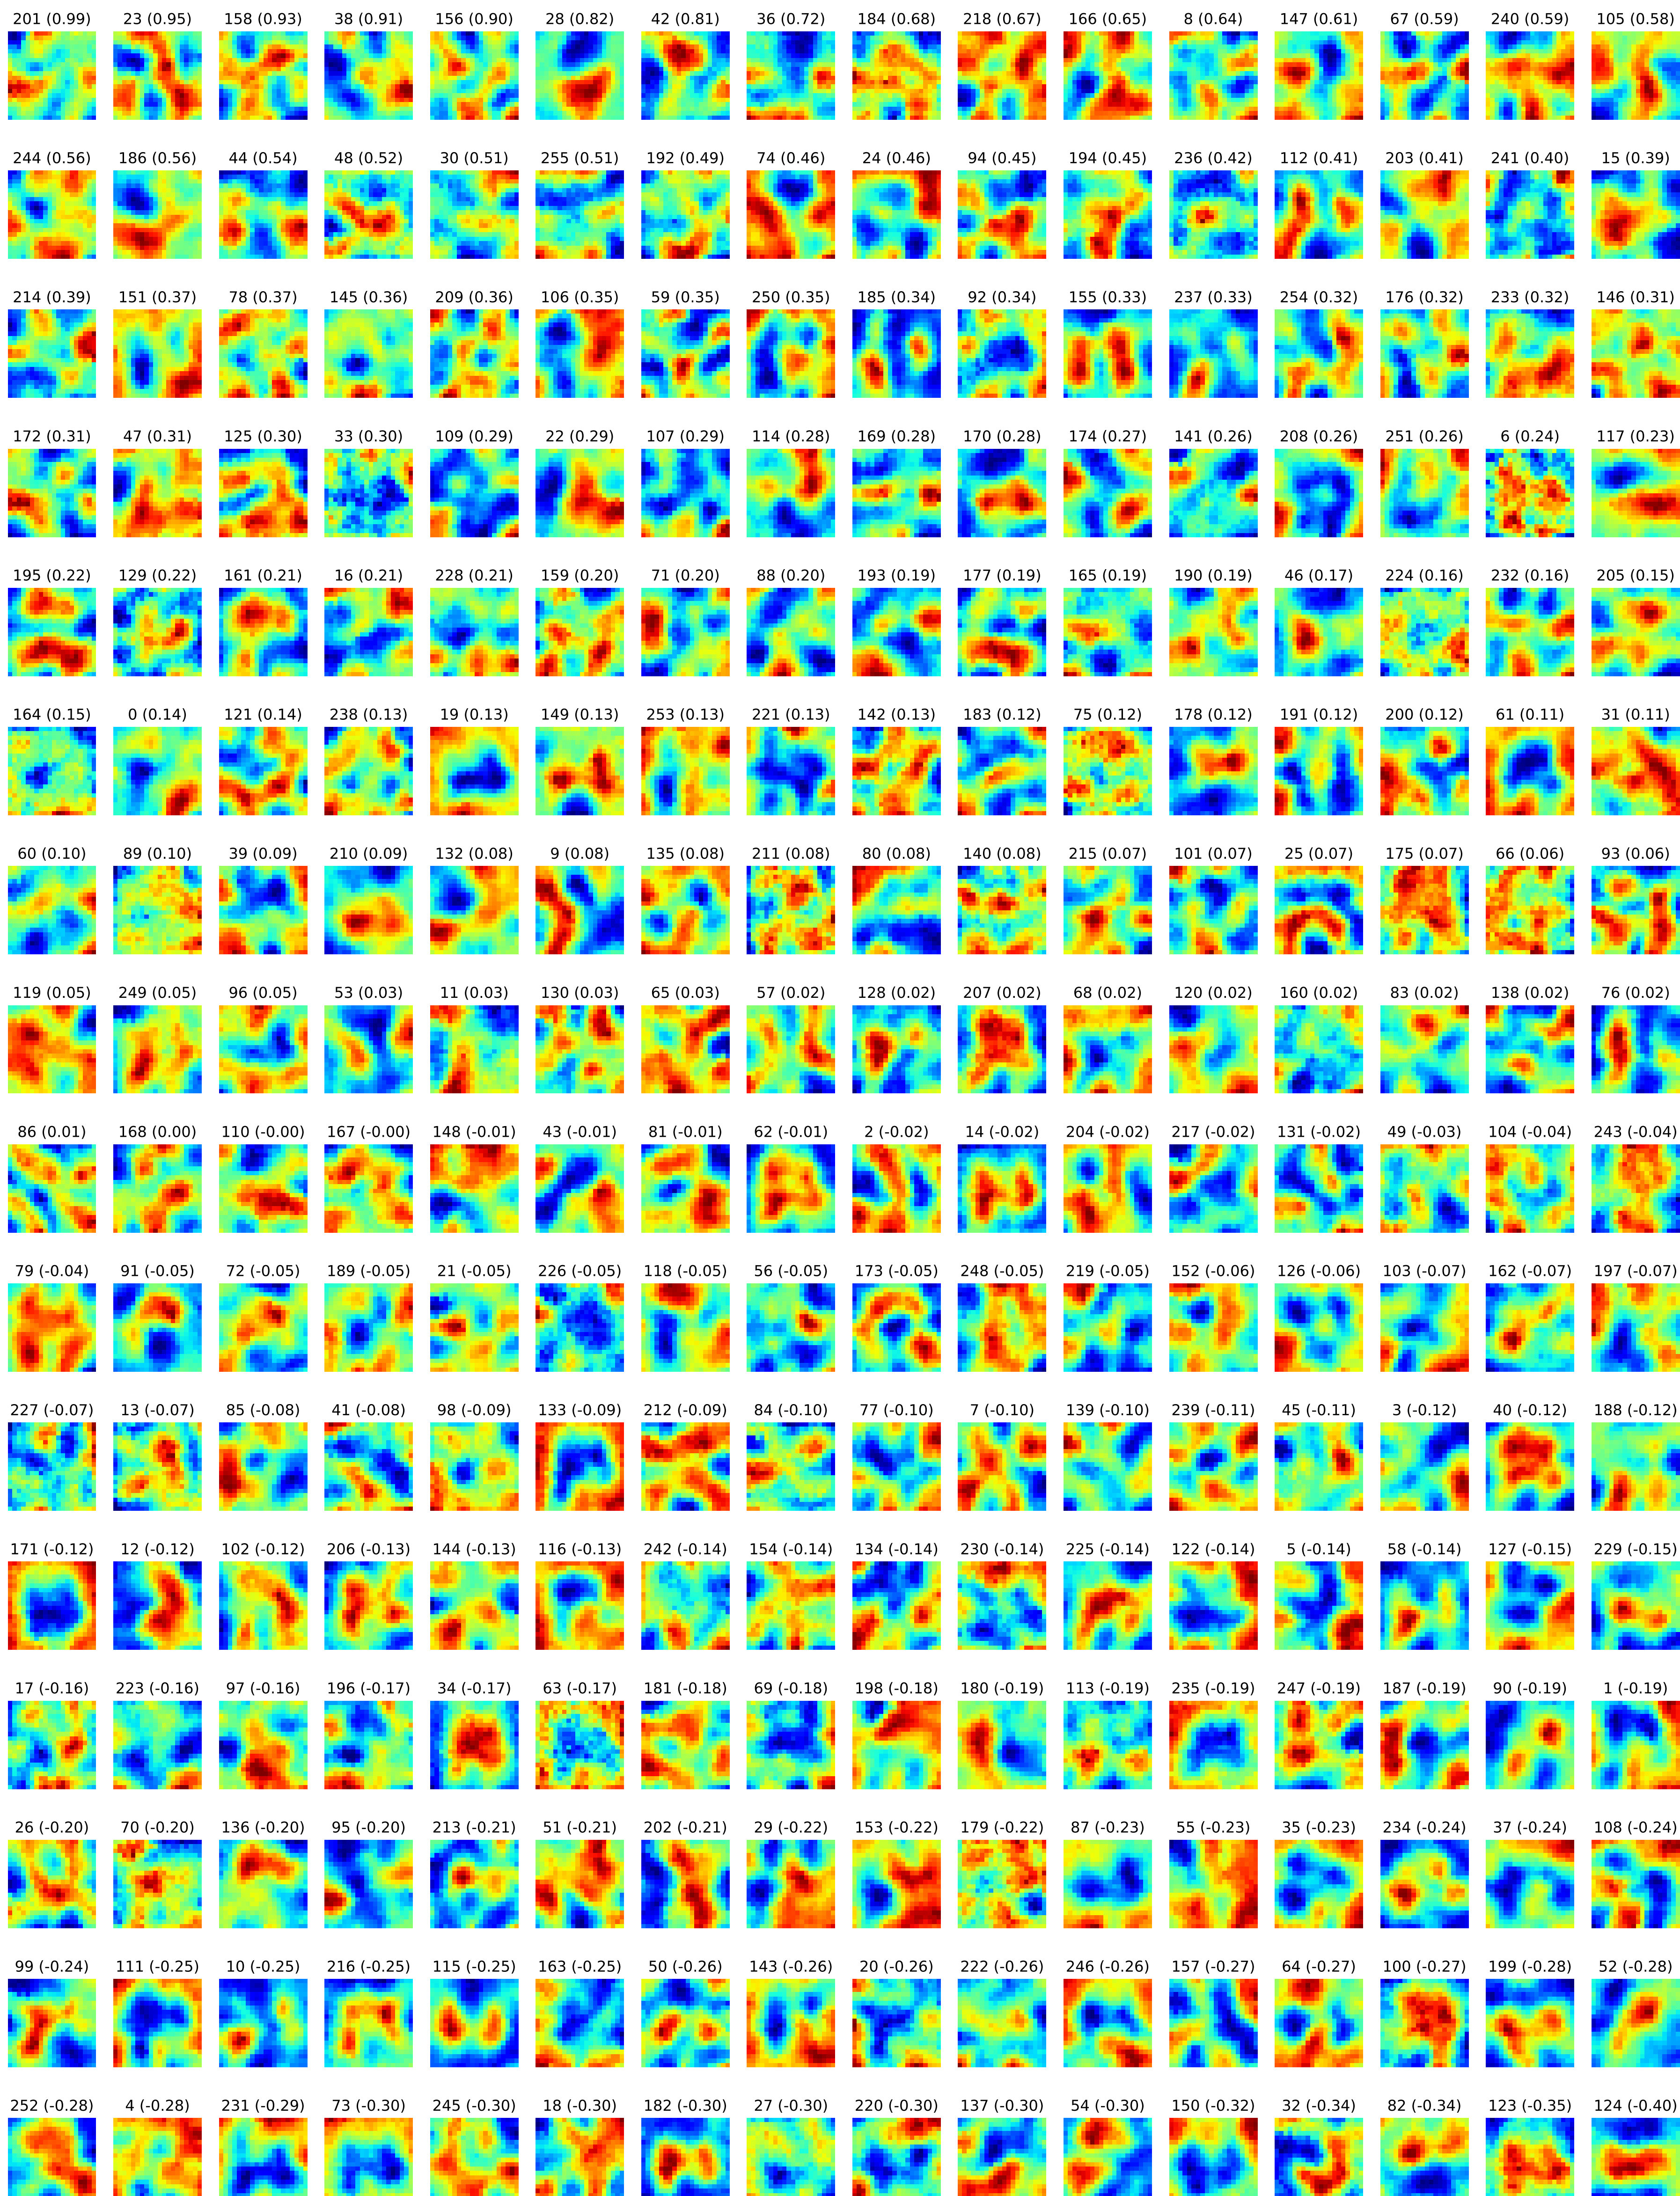 201 (0.99) 23 (0.95) 158 (0.93) 38 (0.91) 156 (0.90) 28 (0.82) 42 (0.81) 36 (0.72) 184 (0.68) 218 (0.67) 166 (0.65) 8 (0.64) 147 (0.61) 67 (0.59) 240 (0.59) 105 (0.58)
244 (0.56) 186 (0.56) 44 (0.54) 48 (0.52) 30 (0.51) 255 (0.51) 192 (0.49) 74 (0.46) 24 (0.46) 94 (0.45) 194 (0.45) 236 (0.42) 112 (0.41) 203 (0.41) 241 (0.40) 15 (0.39)
214 (0.39) 151 (0.37) 78 (0.37) 145 (0.36) 209 (0.36) 106 (0.35) 59 (0.35) 250 (0.35) 185 (0.34) 92 (0.34) 155 (0.33) 237 (0.33) 254 (0.32) 176 (0.32) 233 (0.32) 146 (0.31)
172 (0.31) 47 (0.31) 125 (0.30) 33 (0.30) 109 (0.29) 22 (0.29) 107 (0.29) 114 (0.28) 169 (0.28) 170 (0.28) 174 (0.27) 141 (0.26) 208 (0.26) 251 (0.26) 6 (0.24) 117 (0.23)
195 (0.22) 129 (0.22) 161 (0.21) 16 (0.21) 228 (0.21) 159 (0.20) 71 (0.20) 88 (0.20) 193 (0.19) 177 (0.19) 165 (0.19) 190 (0.19) 46 (0.17) 224 (0.16) 232 (0.16) 205 (0.15)
164 (0.15) 0 (0.14) 121 (0.14) 238 (0.13) 19 (0.13) 149 (0.13) 253 (0.13) 221 (0.13) 142 (0.13) 183 (0.12) 75 (0.12) 178 (0.12) 191 (0.12) 200 (0.12) 61 (0.11) 31 (0.11)
60 (0.10) 89 (0.10) 39 (0.09) 210 (0.09) 132 (0.08) 9 (0.08) 135 (0.08) 211 (0.08) 80 (0.08) 140 (0.08) 215 (0.07) 101 (0.07) 25 (0.07) 175 (0.07) 66 (0.06) 93 (0.06)
119 (0.05) 249 (0.05) 96 (0.05) 53 (0.03) 11 (0.03) 130 (0.03) 65 (0.03) 57 (0.02) 128 (0.02) 207 (0.02) 68 (0.02) 120 (0.02) 160 (0.02) 83 (0.02) 138 (0.02) 76 (0.02)
86 (0.01) 168 (0.00) 110 (-0.00) 167 (-0.00) 148 (-0.01) 43 (-0.01) 81 (-0.01) 62 (-0.01) 2 (-0.02) 14 (-0.02) 204 (-0.02) 217 (-0.02) 131 (-0.02) 49 (-0.03) 104 (-0.04) 243 (-0.04)
79 (-0.04) 91 (-0.05) 72 (-0.05) 189 (-0.05) 21 (-0.05) 226 (-0.05) 118 (-0.05) 56 (-0.05) 173 (-0.05) 248 (-0.05) 219 (-0.05) 152 (-0.06) 126 (-0.06) 103 (-0.07) 162 (-0.07) 197 (-0.07)
227 (-0.07) 13 (-0.07) 85 (-0.08) 41 (-0.08) 98 (-0.09) 133 (-0.09) 212 (-0.09) 84 (-0.10) 77 (-0.10) 7 (-0.10) 139 (-0.10) 239 (-0.11) 45 (-0.11) 3 (-0.12) 40 (-0.12) 188 (-0.12)
171 (-0.12) 12 (-0.12) 102 (-0.12) 206 (-0.13) 144 (-0.13) 116 (-0.13) 242 (-0.14) 154 (-0.14) 134 (-0.14) 230 (-0.14) 225 (-0.14) 122 (-0.14) 5 (-0.14) 58 (-0.14) 127 (-0.15) 229 (-0.15)
17 (-0.16) 223 (-0.16) 97 (-0.16) 196 (-0.17) 34 (-0.17) 63 (-0.17) 181 (-0.18) 69 (-0.18) 198 (-0.18) 180 (-0.19) 113 (-0.19) 235 (-0.19) 247 (-0.19) 187 (-0.19) 90 (-0.19) 1 (-0.19)
26 (-0.20) 70 (-0.20) 136 (-0.20) 95 (-0.20) 213 (-0.21) 51 (-0.21) 202 (-0.21) 29 (-0.22) 153 (-0.22) 179 (-0.22) 87 (-0.23) 55 (-0.23) 35 (-0.23) 234 (-0.24) 37 (-0.24) 108 (-0.24)
99 (-0.24) 111 (-0.25) 10 (-0.25) 216 (-0.25) 115 (-0.25) 163 (-0.25) 50 (-0.26) 143 (-0.26) 20 (-0.26) 222 (-0.26) 246 (-0.26) 157 (-0.27) 64 (-0.27) 100 (-0.27) 199 (-0.28) 52 (-0.28)
252 (-0.28) 4 (-0.28) 231 (-0.29) 73 (-0.30) 245 (-0.30) 18 (-0.30) 182 (-0.30) 27 (-0.30) 220 (-0.30) 137 (-0.30) 54 (-0.30) 150 (-0.32) 32 (-0.34) 82 (-0.34) 123 (-0.35) 124 (-0.40)